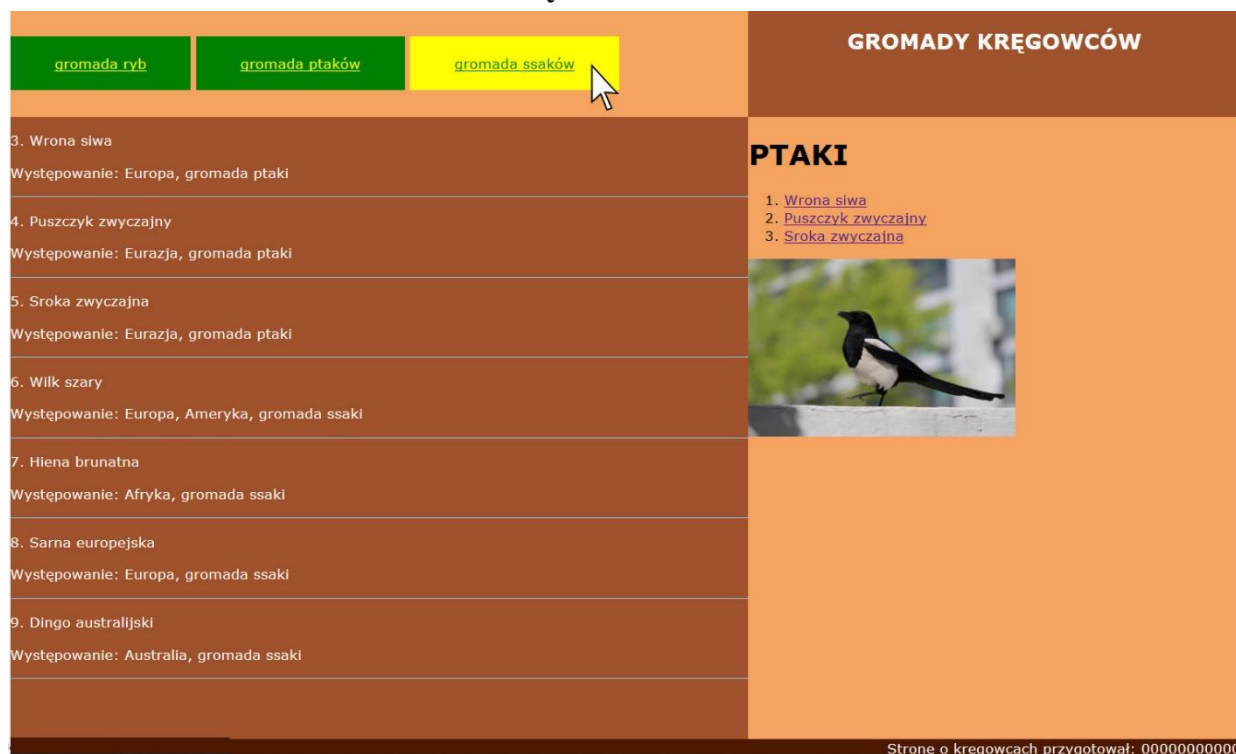 gromada ryb
gromada ptaków
gromada ssaków
GROMADY KRĘGOWCÓW
3. Wrona siwa
Występowanie: Europa, gromada ptaki
4. Puszczyk zwyczajny
Występowanie: Eurazja, gromada ptaki
5. Sroka zwyczajna
Występowanie: Eurazja, gromada ptaki
6. Wilk szary
Występowanie: Europa, Ameryka, gromada ssaki
7. Hiena brunatna
Występowanie: Afryka, gromada ssaki
8. Sarna europejska
Występowanie: Europa, gromada ssaki
9. Dingo australijski
Występowanie: Australia, gromada ssaki
PTAKI
1. Wrona siwa
2. Puszczyk zwyczajny
3. Sroka zwyczajna
Stronę o kręgowcach przygotował: 00000000000